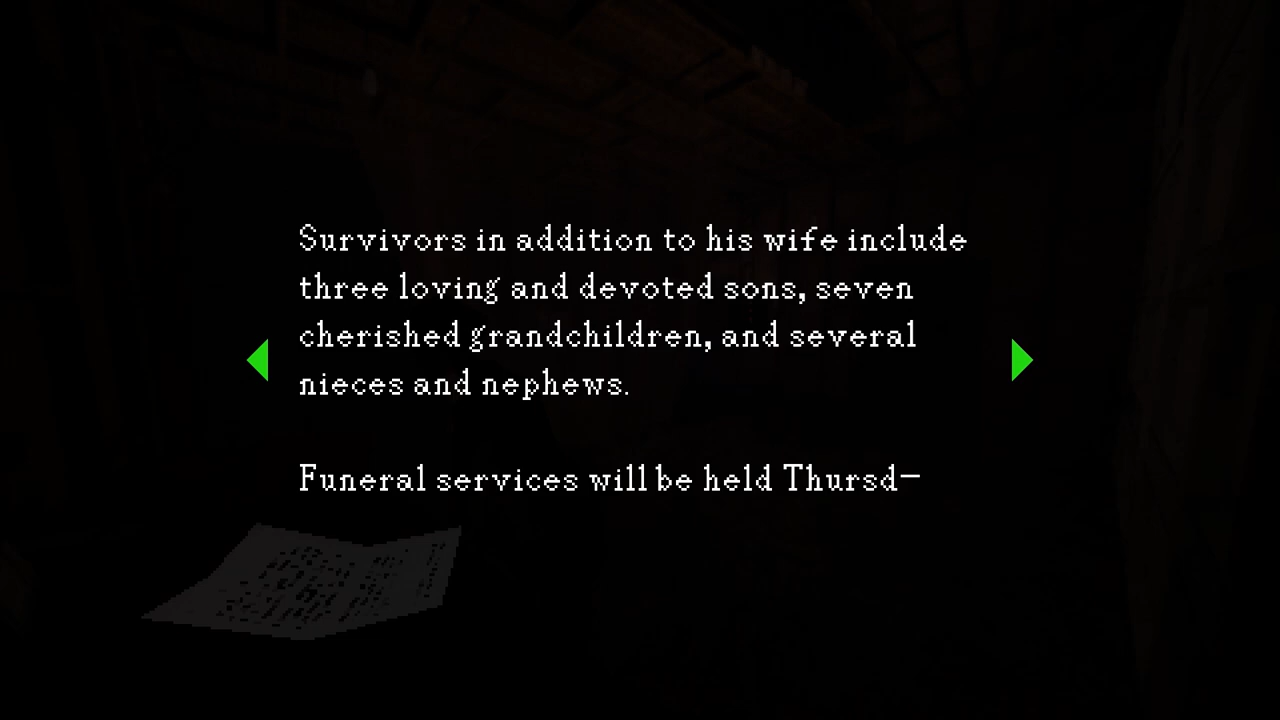 Survivors in addition to his wife include
three loving and devoted sons, seven
cherished grandchildren, and several
nieces and nephews.
Funeral services will be held Thursd—